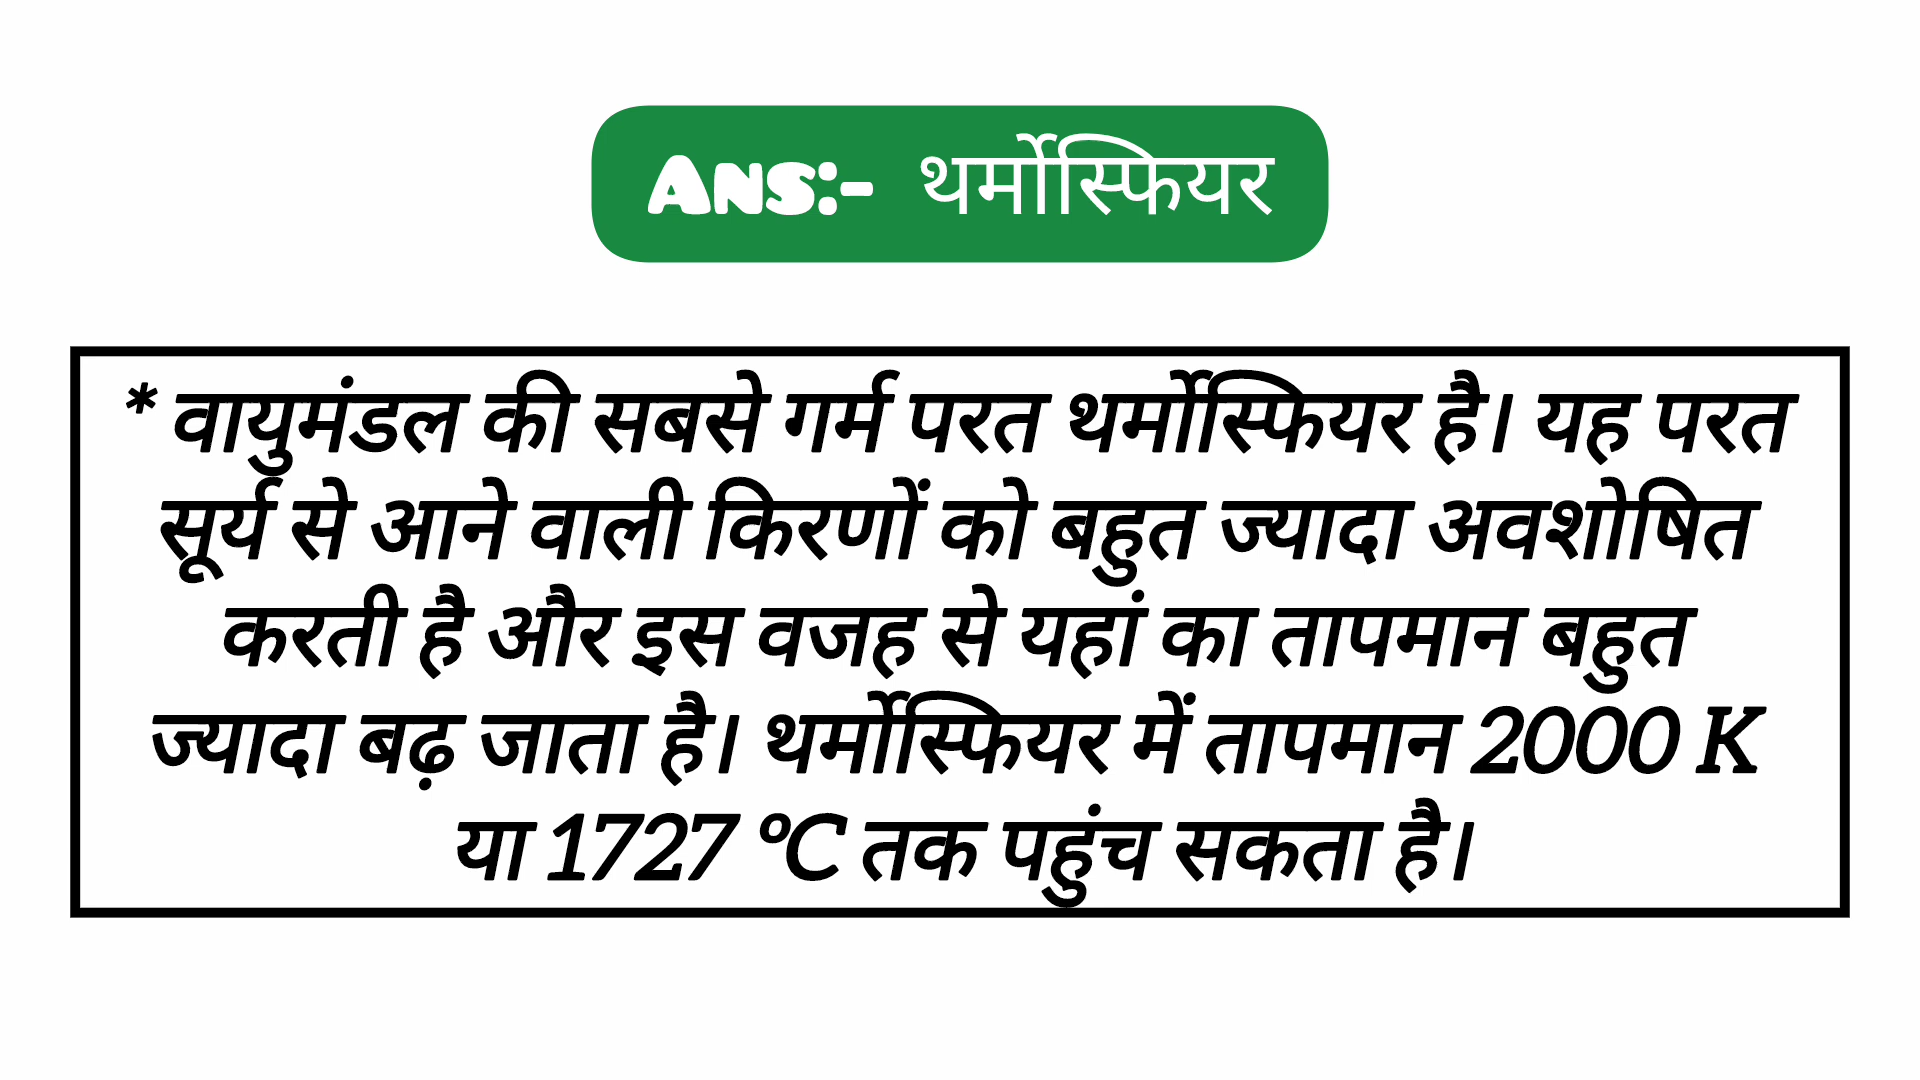 Ans:- थर्मोस्फियर
* वायुमंडल की सबसे गर्म परत थर्मोस्फियर है। यह परत
सूर्य से आने वाली किरणों को बहुत ज्यादा अवशोषित
करती है और इस वजह से यहां का तापमान बहुत
ज्यादा बढ़ जाता है। थर्मोस्फियर में तापमान 2000 K
या 1727 °C तक पहुंच सकता है।